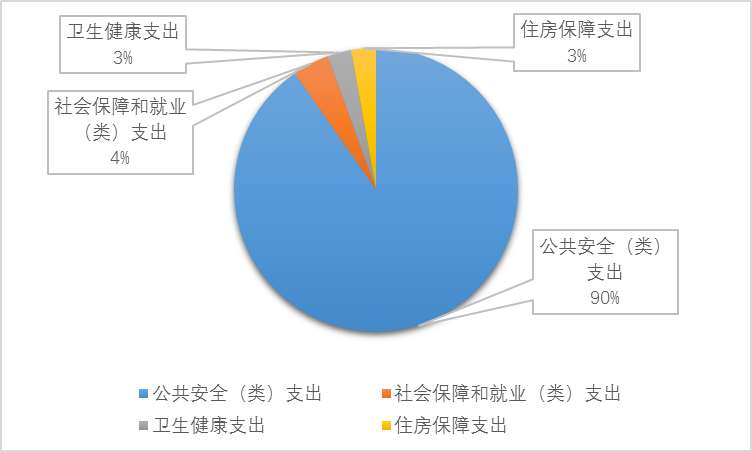 卫生健康支出
3%
住房保障支出
3%
社会保障和就业
（类）支出
4%
公共安全（类）
支出
90%
公共安全（类）支出
社会保障和就业（类）支出
卫生健康支出
住房保障支出